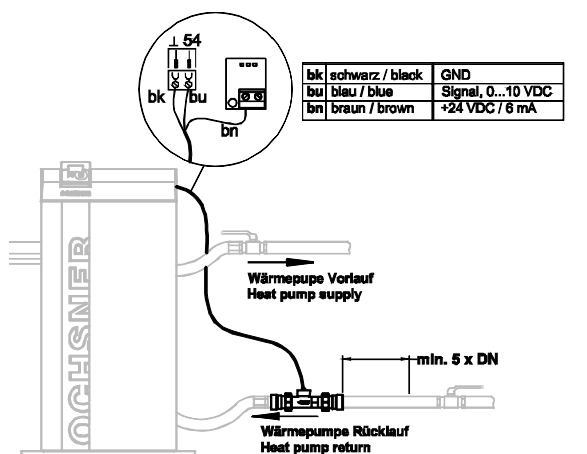 ⊥ 54
bk
bu
bn
bk schwarz / black GND
bu blau / blue Signal, 0...10 VDC
bn braun / brown +24 VDC / 6 mA
OCHSNER
Wärmepupe Vorlauf
Heat pump supply
min. 5 x DN
Wärmepumpe Rücklauf
Heat pump return